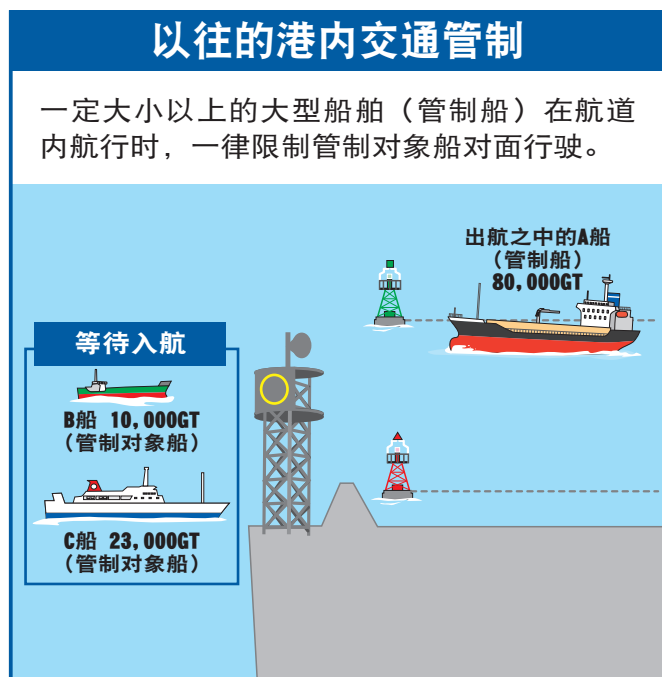 以往的港内交通管制
一定大小以上的大型船舶（管制船）在航道
内航行时，一律限制管制对象船对面行驶。
出航之中的A船
（管制船）
80,000GT
等待入航
B船 10,000GT
（管制对象船）
C船 23,000GT
（管制对象船）